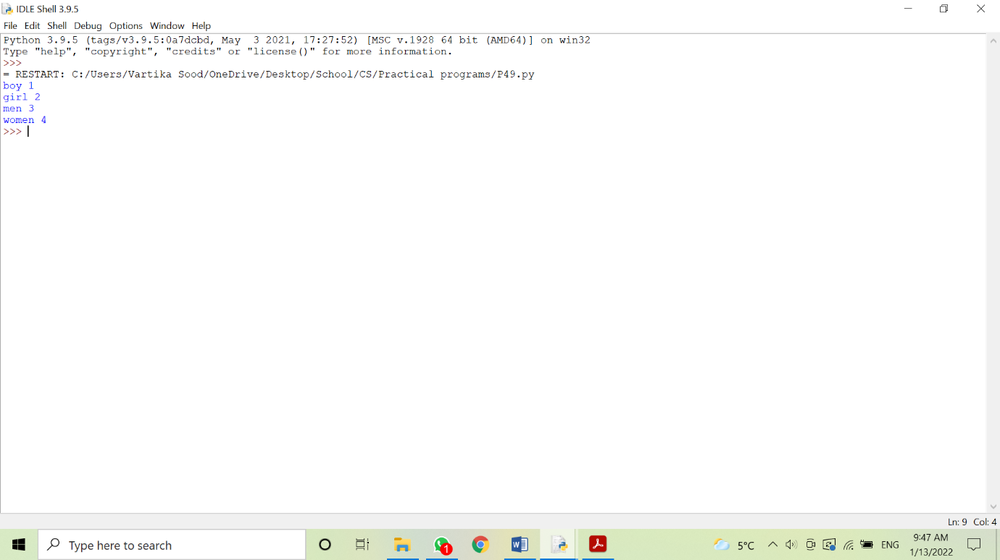 IDLE Shell 3.9.5
File Edit Shell Debug Options Window Help
Python 3.9.5 (tags/v3.9.5:0a7dcbd, May  3 2021, 17:27:52) [MSC v.1928 64 bit (AMD64)] on win32
Type "help", "copyright", "credits" or "license()" for more information.
>>>
= RESTART: C:/Users/Vartika Sood/OneDrive/Desktop/School/CS/Practical programs/P49.py
boy 1
girl 2
men 3
women 4
>>>
Ln: 9 Col: 4
Type here to search
1
5°C
ENG
9:47 AM
1/13/2022